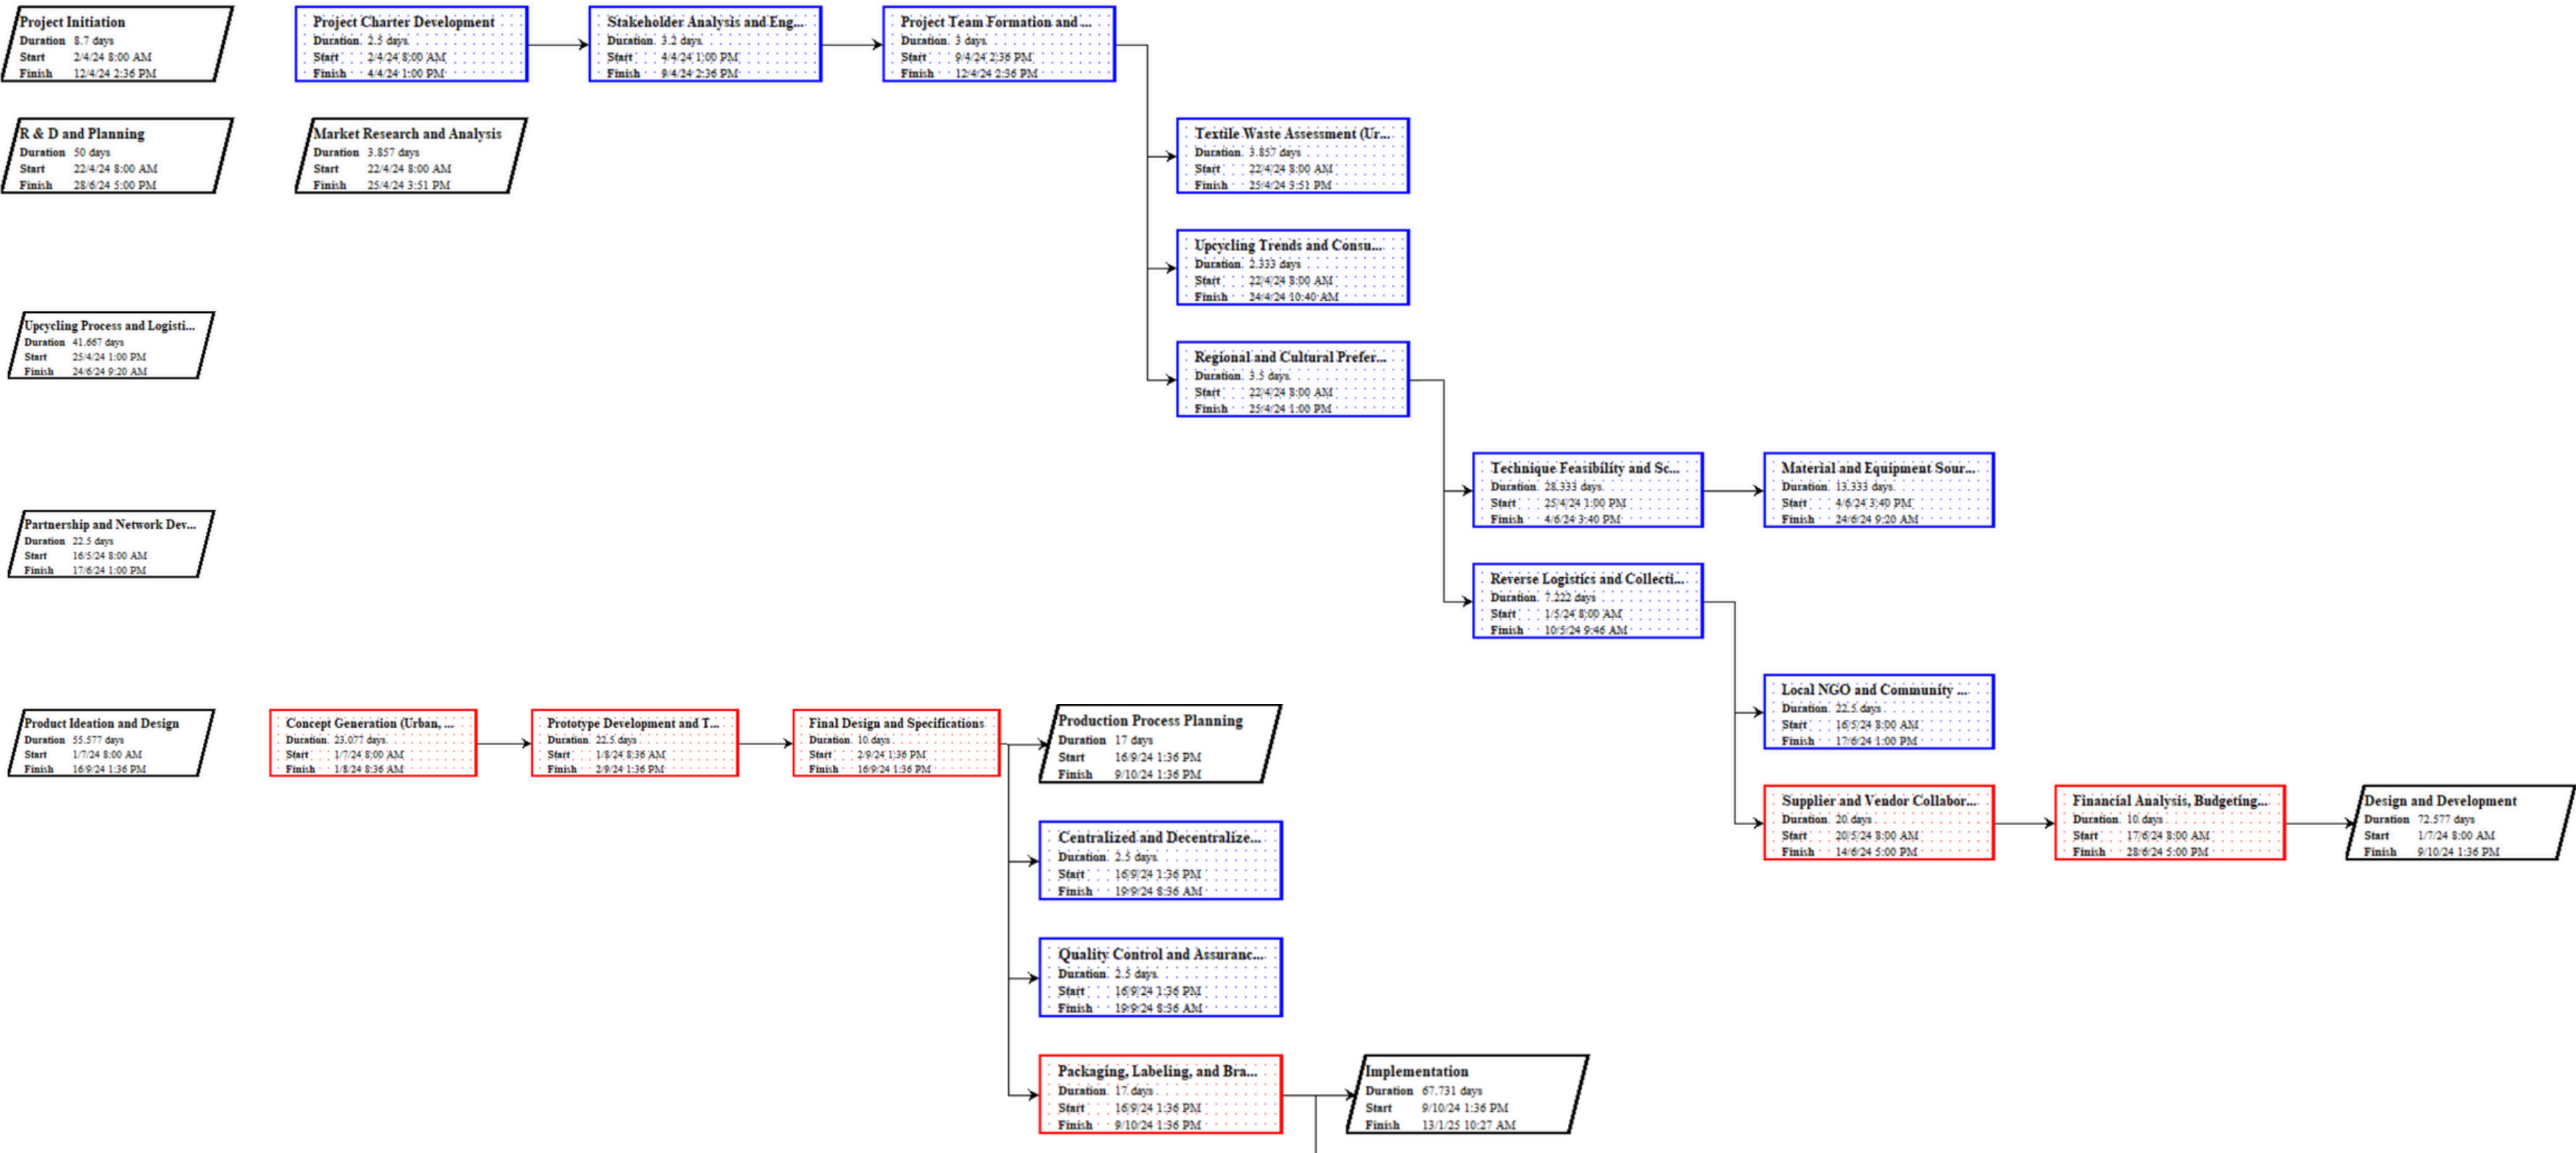 Project Initiation
Duration 8.7 days
Start 2/4/24 8:00 AM
Finish 12/4/24 2:36 PM
Project Charter Development
Duration 2.5 days
Start 2/4/24 8:00 AM
Finish 4/4/24 1:00 PM
Stakeholder Analysis and Eng...
Duration 3.2 days
Start 4/4/24 1:00 PM
Finish 9/4/24 2:36 PM
Project Team Formation and ...
Duration 3 days
Start 9/4/24 2:36 PM
Finish 12/4/24 2:36 PM
R & D and Planning
Duration 50 days
Start 22/4/24 8:00 AM
Finish 28/6/24 5:00 PM
Market Research and Analysis
Duration 3.857 days
Start 22/4/24 8:00 AM
Finish 25/4/24 3:51 PM
Textile Waste Assessment (Ur...
Duration 3.857 days
Start 22/4/24 8:00 AM
Finish 25/4/24 3:51 PM
Upcycling Trends and Consu...
Duration 2.333 days
Start 22/4/24 8:00 AM
Finish 24/4/24 10:40 AM
Upcycling Process and Logisti...
Duration 41.667 days
Start 25/4/24 1:00 PM
Finish 24/6/24 9:20 AM
Regional and Cultural Prefer...
Duration 3.5 days
Start 22/4/24 8:00 AM
Finish 25/4/24 1:00 PM
Technique Feasibility and Sc...
Duration 28.333 days
Start 25/4/24 1:00 PM
Finish 4/6/24 3:40 PM
Material and Equipment Sour...
Duration 13.333 days
Start 4/6/24 3:40 PM
Finish 24/6/24 9:20 AM
Partnership and Network Dev...
Duration 22.5 days
Start 16/5/24 8:00 AM
Finish 17/6/24 1:00 PM
Reverse Logistics and Collecti...
Duration 7.222 days
Start 1/5/24 8:00 AM
Finish 10/5/24 9:46 AM
Local NGO and Community ...
Duration 22.5 days
Start 16/5/24 8:00 AM
Finish 17/6/24 1:00 PM
Product Ideation and Design
Duration 55.577 days
Start 1/7/24 8:00 AM
Finish 16/9/24 1:36 PM
Concept Generation (Urban, ...
Duration 23.077 days
Start 1/7/24 8:00 AM
Finish 1/8/24 8:36 AM
Prototype Development and T...
Duration 22.5 days
Start 1/8/24 8:36 AM
Finish 2/9/24 1:36 PM
Final Design and Specifications
Duration 10 days
Start 2/9/24 1:36 PM
Finish 16/9/24 1:36 PM
Production Process Planning
Duration 17 days
Start 16/9/24 1:36 PM
Finish 9/10/24 1:36 PM
Supplier and Vendor Collabor...
Duration 20 days
Start 20/5/24 8:00 AM
Finish 14/6/24 5:00 PM
Financial Analysis, Budgeting...
Duration 10 days
Start 17/6/24 8:00 AM
Finish 28/6/24 5:00 PM
Design and Development
Duration 72.577 days
Start 1/7/24 8:00 AM
Finish 9/10/24 1:36 PM
Centralized and Decentralize...
Duration 2.5 days
Start 16/9/24 1:36 PM
Finish 19/9/24 8:36 AM
Quality Control and Assuranc...
Duration 2.5 days
Start 16/9/24 1:36 PM
Finish 19/9/24 8:36 AM
Packaging, Labeling, and Bra...
Duration 17 days
Start 16/9/24 1:36 PM
Finish 9/10/24 1:36 PM
Implementation
Duration 67.731 days
Start 9/10/24 1:36 PM
Finish 13/1/25 10:27 AM